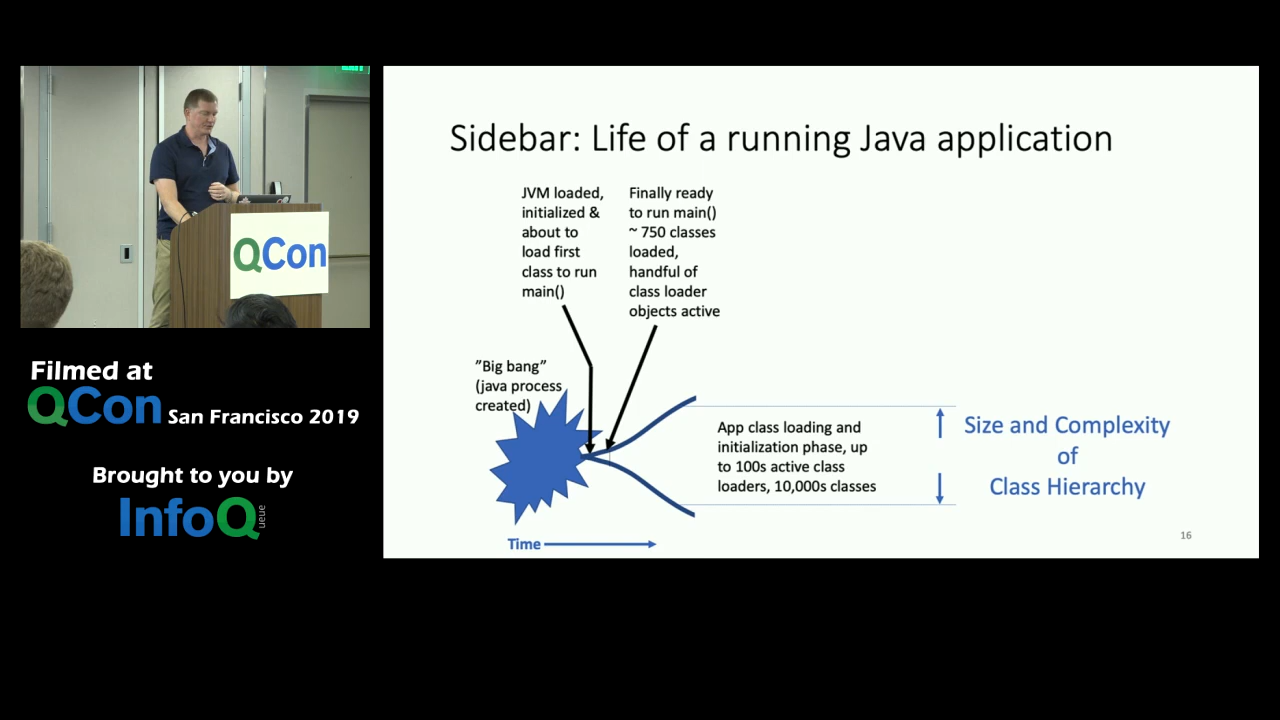 QCon
Filmed at
QCon San Francisco 2019
Brought to you by
InfoQ
ueue
Sidebar: Life of a running Java application
JVM loaded,
initialized &
about to
load first
class to run
main()
Finally ready
to run main()
~ 750 classes
loaded,
handful of
class loader
objects active
”Big bang”
(java process
created)
App class loading and
initialization phase, up
to 100s active class
loaders, 10,000s classes
Size and Complexity
of
Class Hierarchy
Time
16